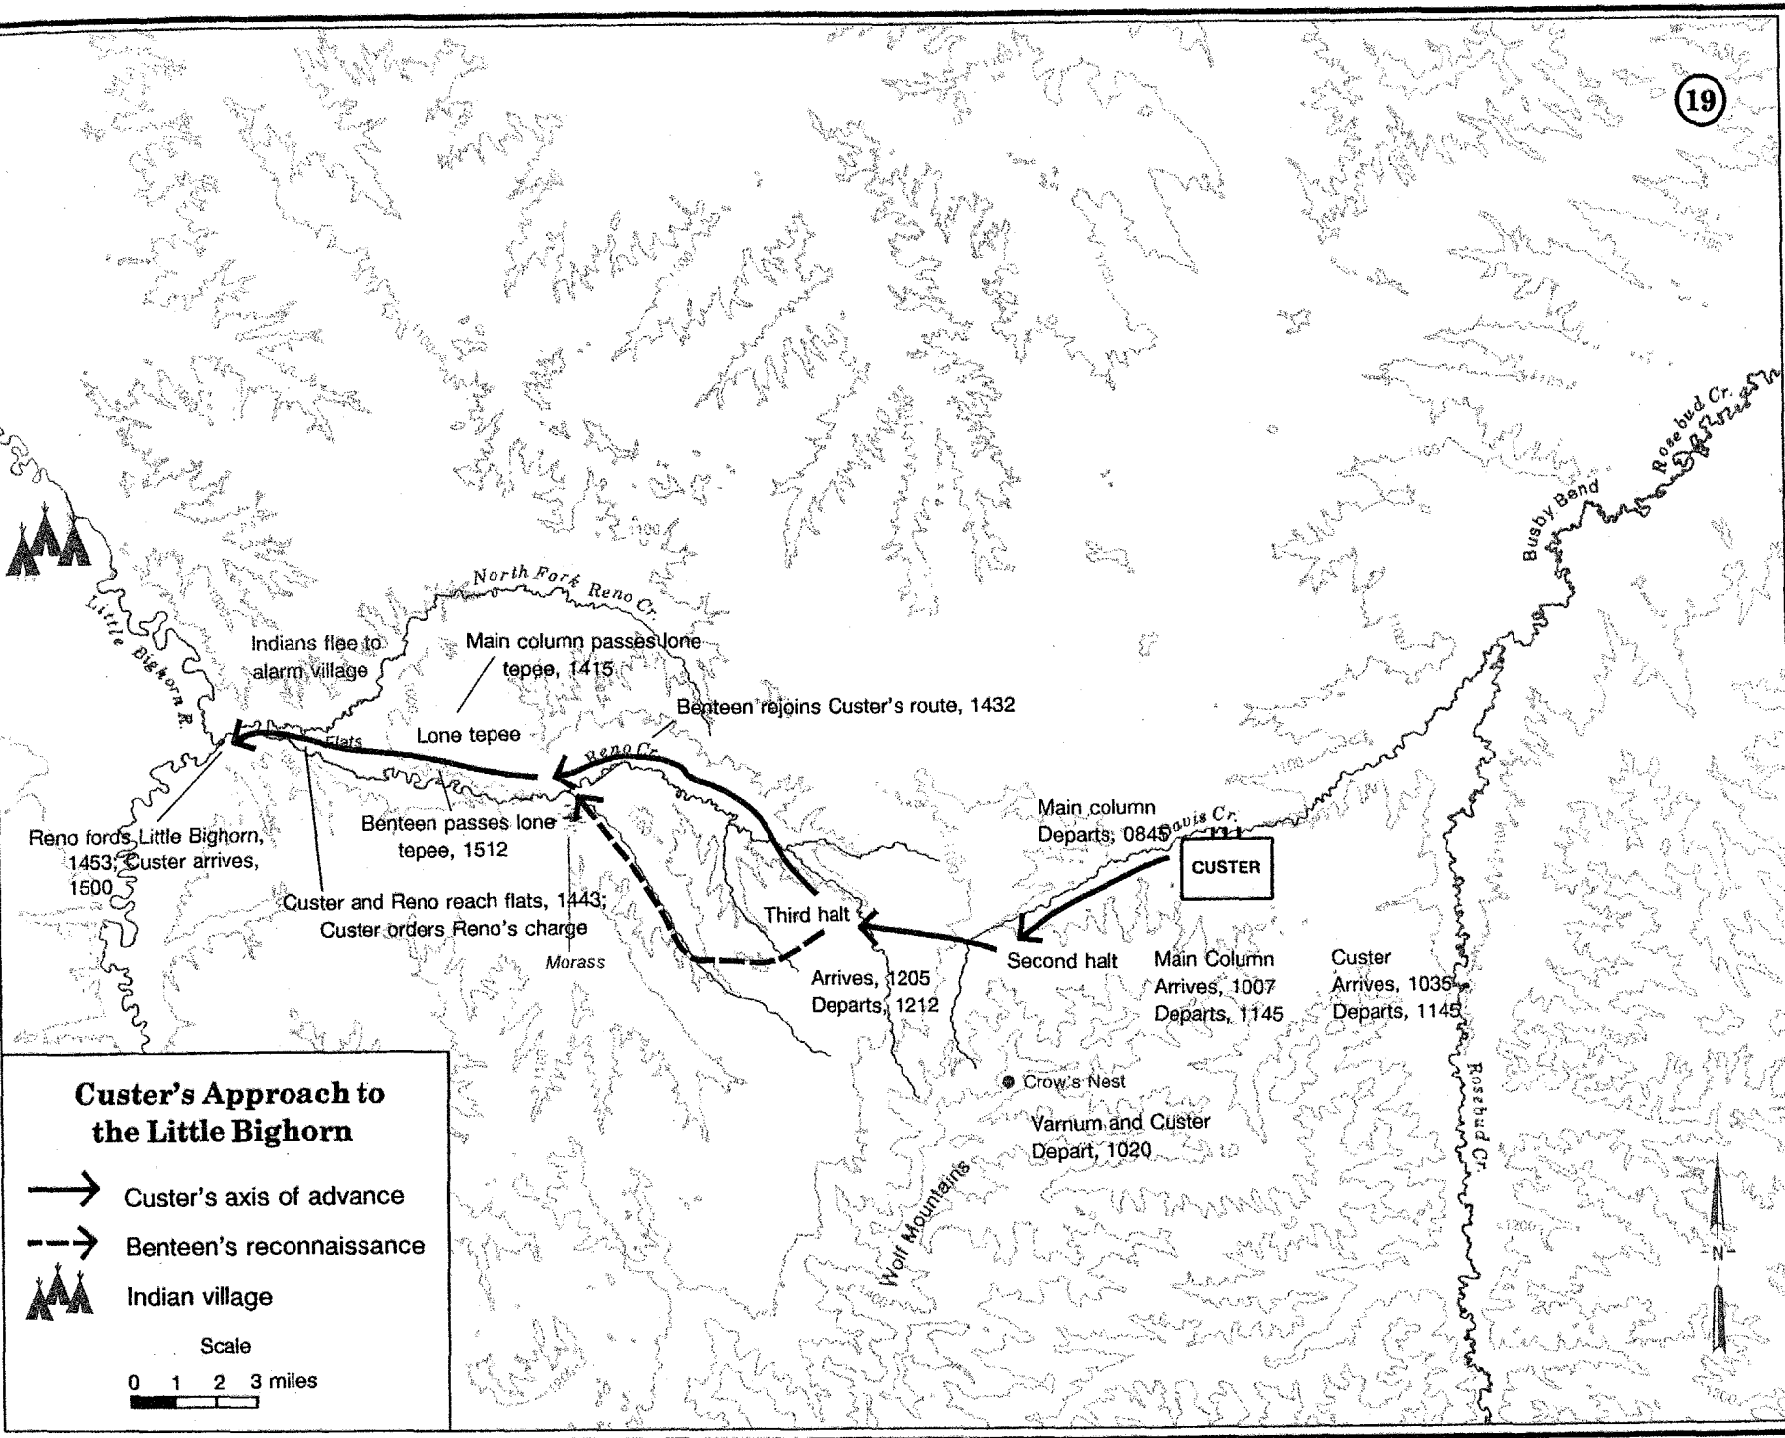 19
Rosebud Cr.
Busby Bend
1100
1100
North Fork Reno Cr.
Little Bighorn R.
Indians flee to
alarm village
Main column passes lone
tepee, 1415
Benteen rejoins Custer's route, 1432
Lone tepee
Flats
Reno Cr.
Main column
Departs, 0845
Davis Cr.
CUSTER
1100
Reno fords Little Bighorn,
1453; Custer arrives,
1500
Benteen passes lone
tepee, 1512
Custer and Reno reach flats, 1443;
Custer orders Reno's charge
Morass
Third halt
Arrives, 1205
Departs, 1212
Second halt
Main Column
Arrives, 1007
Departs, 1145
Custer
Arrives, 1035
Departs, 1145
Crow's Nest
Varnum and Custer
Depart, 1020
Wolf Mountains
Rosebud Cr.
1200
N
Custer's Approach to
the Little Bighorn
Custer's axis of advance
Benteen's reconnaissance
Indian village
Scale
0 1 2 3 miles